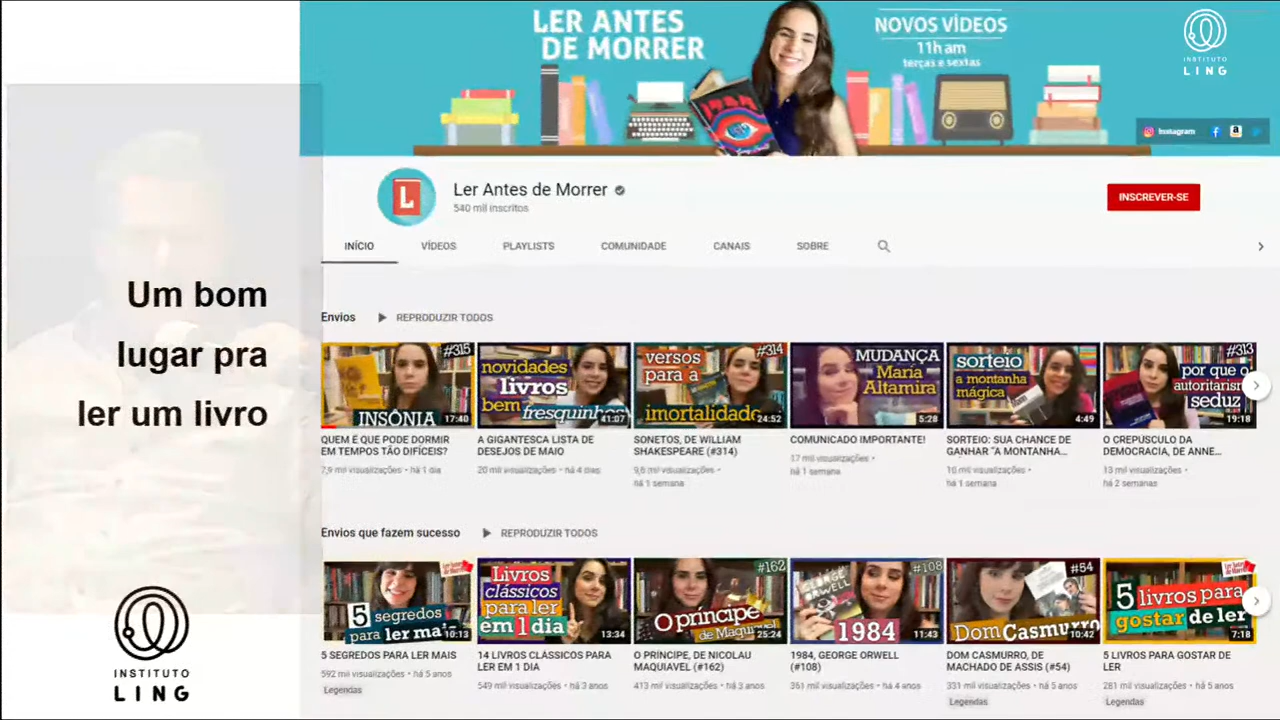 LER ANTES
DE MORRER
NOVOS VÍDEOS
11h am
terças e sextas
INSTITUTO
LING
1984
Instagram
Ler Antes de Morrer
540 mil inscritos
INSCREVER-SE
INÍCIO VÍDEOS PLAYLISTS COMUNIDADE CANAIS SOBRE
Um bom
lugar pra
ler um livro
Envios REPRODUZIR TODOS
#315
INSÔNIA
17:40
QUEM É QUE PODE DORMIR
EM TEMPOS TÃO DIFÍCEIS?
7,9 mil visualizações • há 1 dia
novidades
livros
bem
fresquinhos
41:07
A GIGANTESCA LISTA DE
DESEJOS DE MAIO
20 mil visualizações • há 4 dias
#314
versos
para a
imortalidade
24:52
SONETOS, DE WILLIAM
SHAKESPEARE (#314)
9,6 mil visualizações •
há 1 semana
MUDANÇA
Maria
Altamira
5:28
COMUNICADO IMPORTANTE!
17 mil visualizações •
há 1 semana
sorteio
a montanha
mágica
4:49
SORTEIO: SUA CHANCE DE
GANHAR "A MONTANHA...
10 mil visualizações •
há 1 semana
#313
por que o
autoritarism
seduz
19:18
O CREPÚSCULO DA
DEMOCRACIA, DE ANNE...
13 mil visualizações •
há 2 semanas
Envios que fazem sucesso REPRODUZIR TODOS
5 segredos
para ler mais
10:13
5 SEGREDOS PARA LER MAIS
592 mil visualizações • há 5 anos
Legendas
Livros
clássicos
para ler
em 1 dia
13:34
14 LIVROS CLÁSSICOS PARA
LER EM 1 DIA
549 mil visualizações • há 3 anos
#162
O príncipe
de Maquiavel
25:24
O PRÍNCIPE, DE NICOLAU
MAQUIAVEL (#162)
413 mil visualizações • há 3 anos
#108
GEORGE
ORWELL
1984
11:43
1984, GEORGE ORWELL
(#108)
361 mil visualizações • há 4 anos
#54
Dom Casmurro
10:42
DOM CASMURRO, DE
MACHADO DE ASSIS (#54)
331 mil visualizações • há 5 anos
Legendas
5 livros para
gostar de ler
7:18
5 LIVROS PARA GOSTAR DE
LER
281 mil visualizações • há 5 anos
Legendas
INSTITUTO
LING